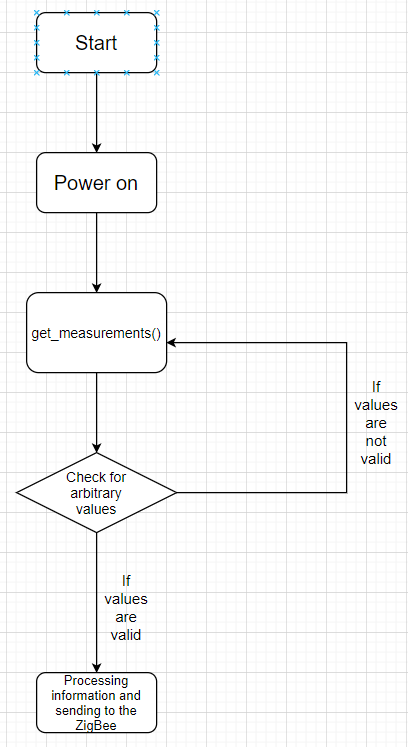 Start
Power on
get_measurements()
If
values
are
not
valid
Check for
arbitrary
values
If
values
are
valid
Processing
information and
sending to the
ZigBee